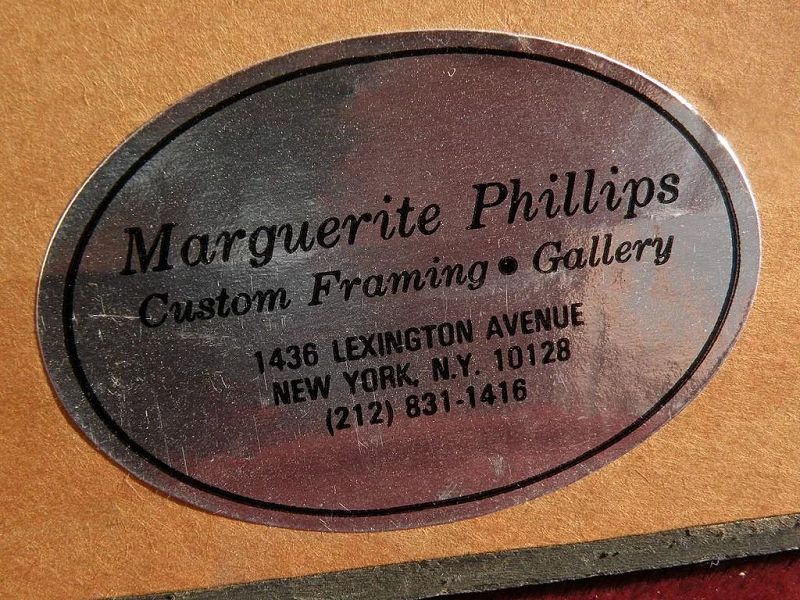 Marguerite Phillips
Custom Framing • Gallery
1436 LEXINGTON AVENUE
NEW YORK, N.Y. 10128
(212) 831-1416